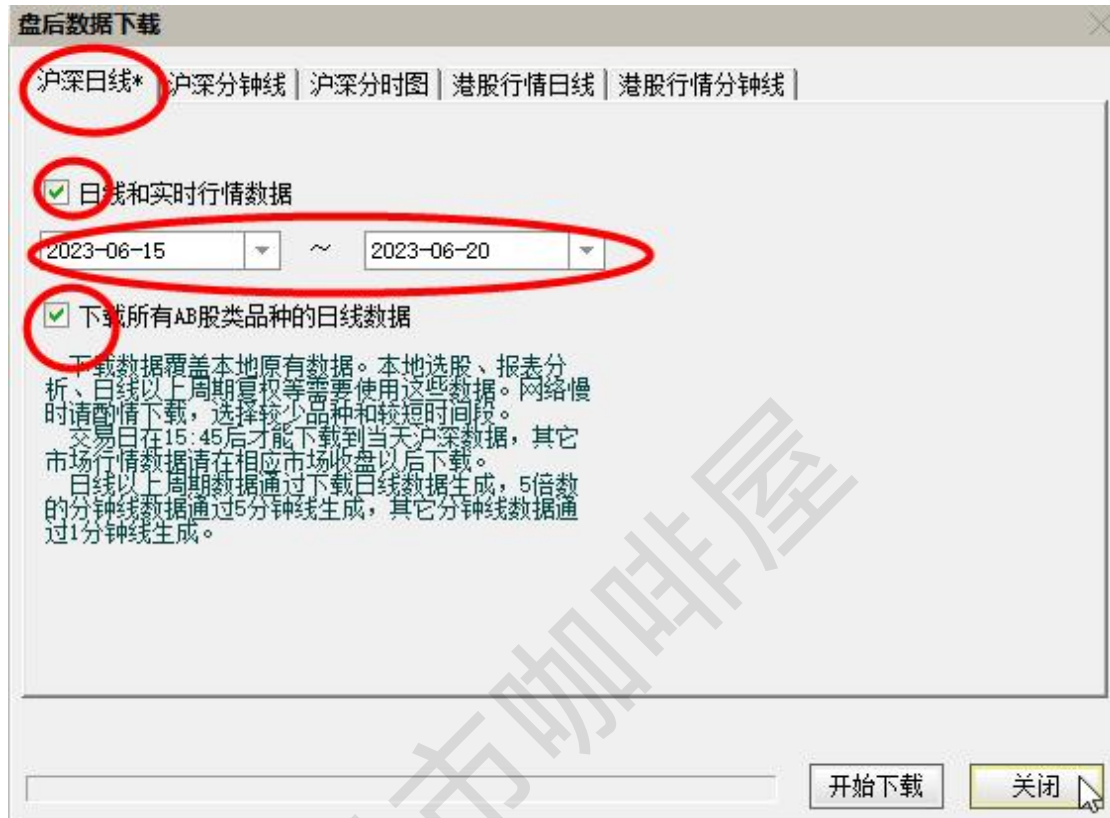 盘后数据下载
沪深日线* 沪深分钟线 沪深分时图 港股行情日线 港股行情分钟线
日线和实时行情数据
2023-06-15 ~ 2023-06-20
下载所有AB股类品种的日线数据
下载数据覆盖本地原有数据。本地选股、报表分
析、日线以上周期复权等需要使用这些数据。网络慢
时请酌情下载，选择较少品种和较短时间段。
交易日在15:45后才能下载到当天沪深数据，其它
市场行情数据请在相应市场收盘以后下载。
日线以上周期数据通过下载日线数据生成，5倍数
的分钟线数据通过5分钟线生成，其它分钟线数据通
过1分钟线生成。
市咖啡屋
开始下载 关闭